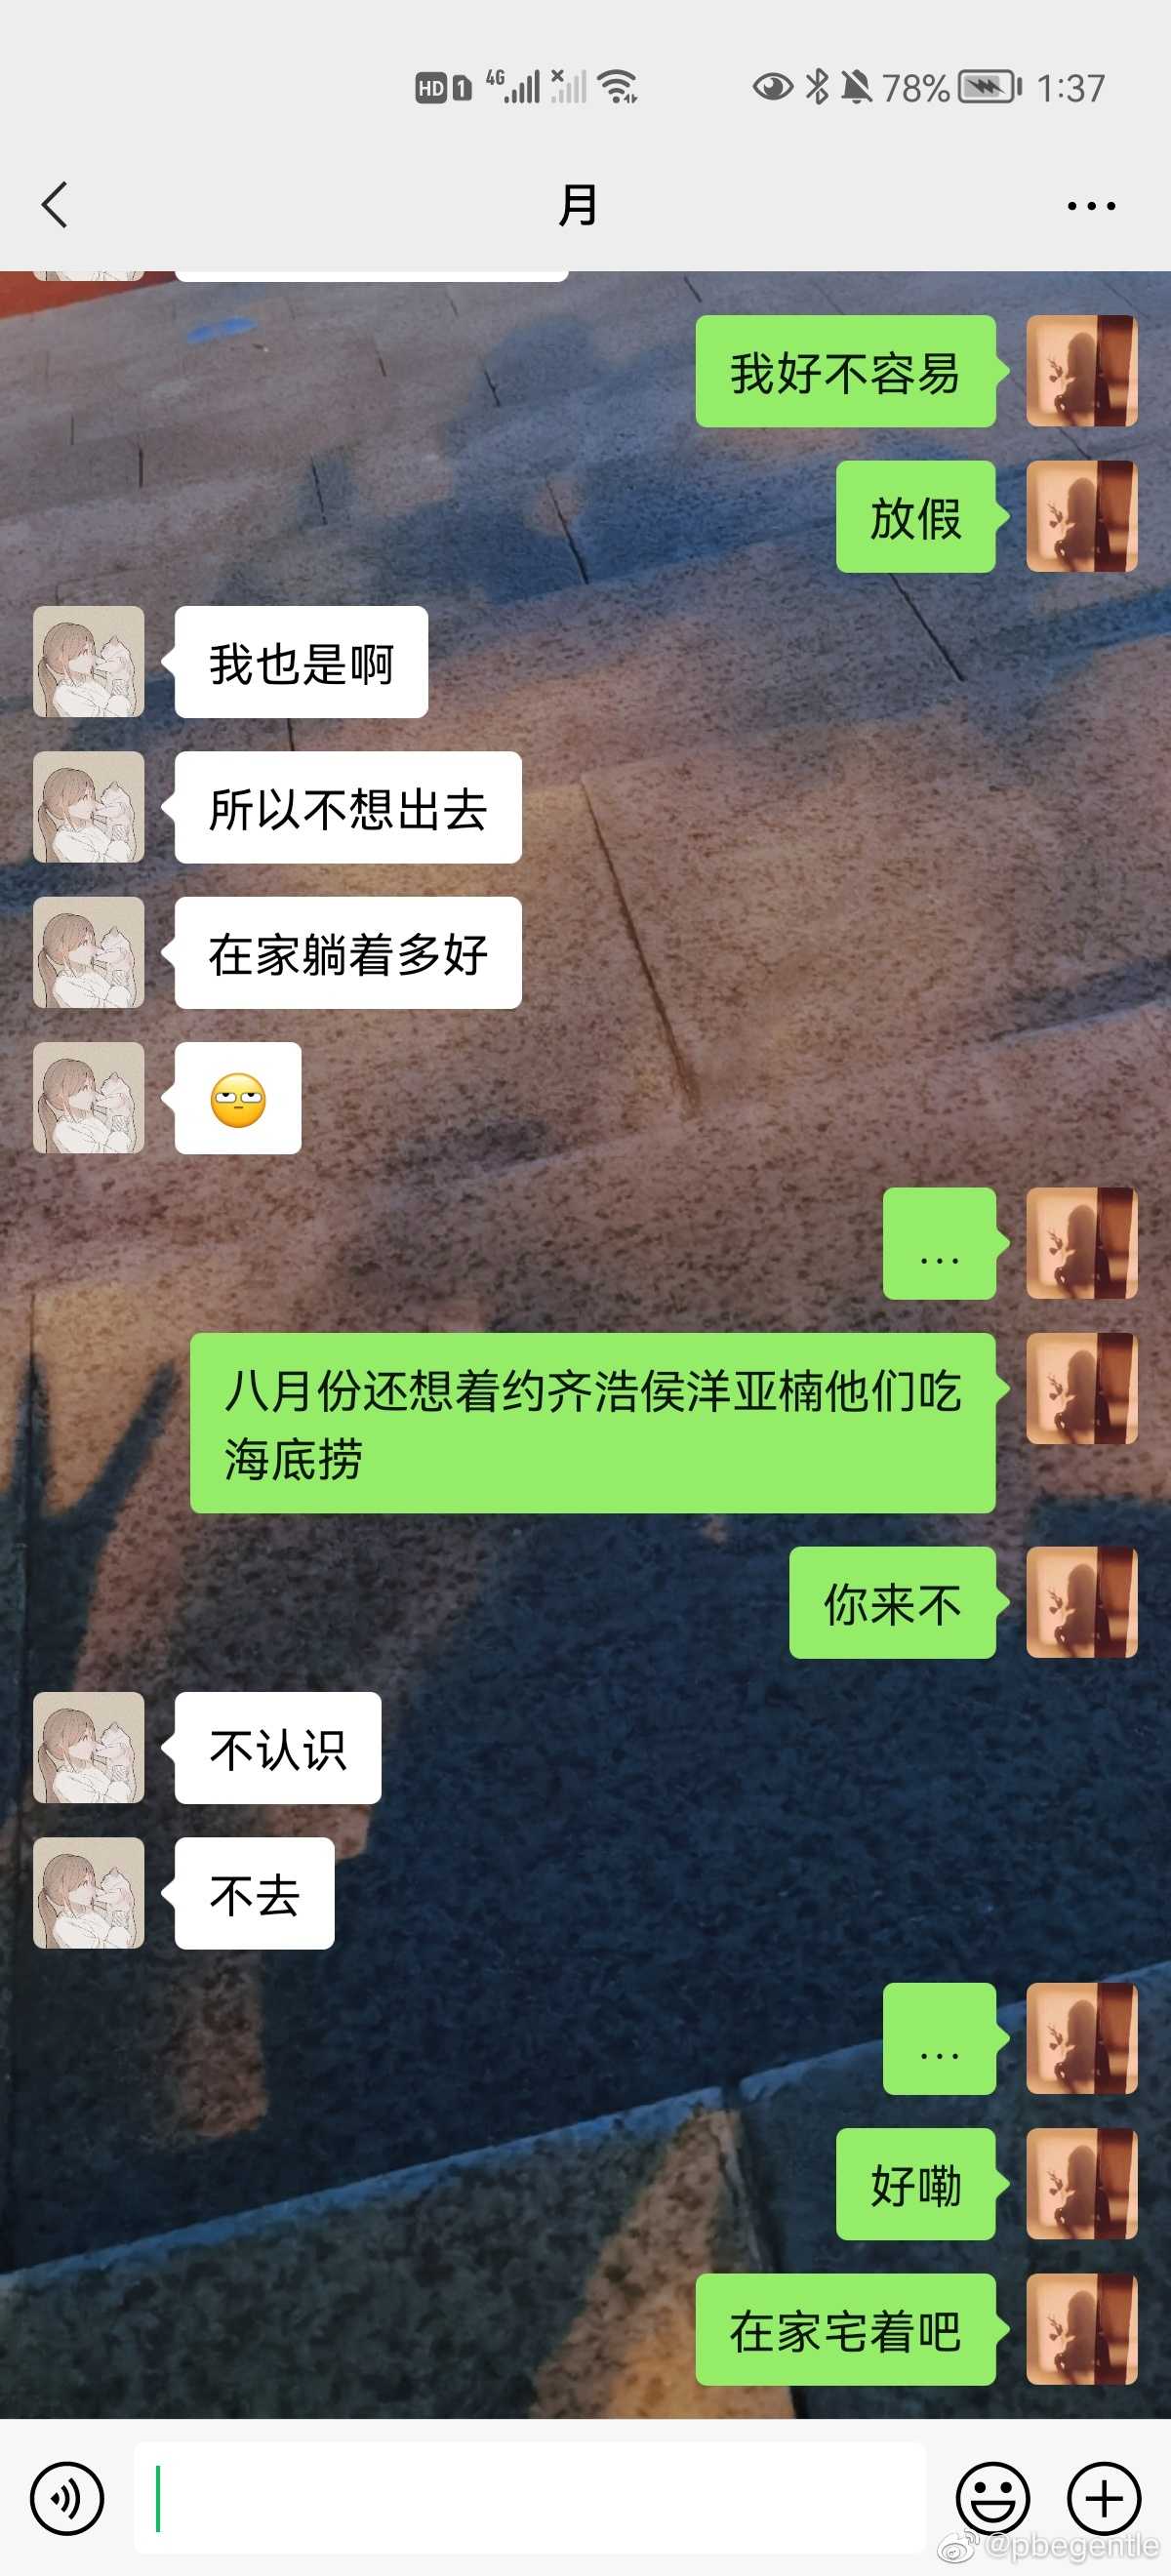 HD 1 4G 78% 1:37
月
我好不容易
放假
我也是啊
所以不想出去
在家躺着多好
...
八月份还想着约齐浩侯洋亚楠他们吃
海底捞
你来不
不认识
不去
...
好嘞
在家宅着吧
@pbegentle